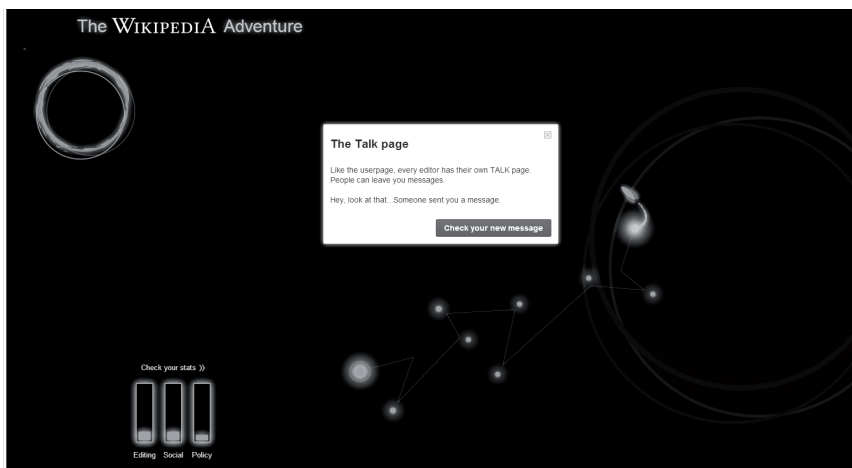 The WIKIPEDIA Adventure
The Talk page
Like the userpage, every editor has their own TALK page.
People can leave you messages.
Hey, look at that...Someone sent you a message.
Check your new message
Check your stats ⟩⟩
Editing Social Policy